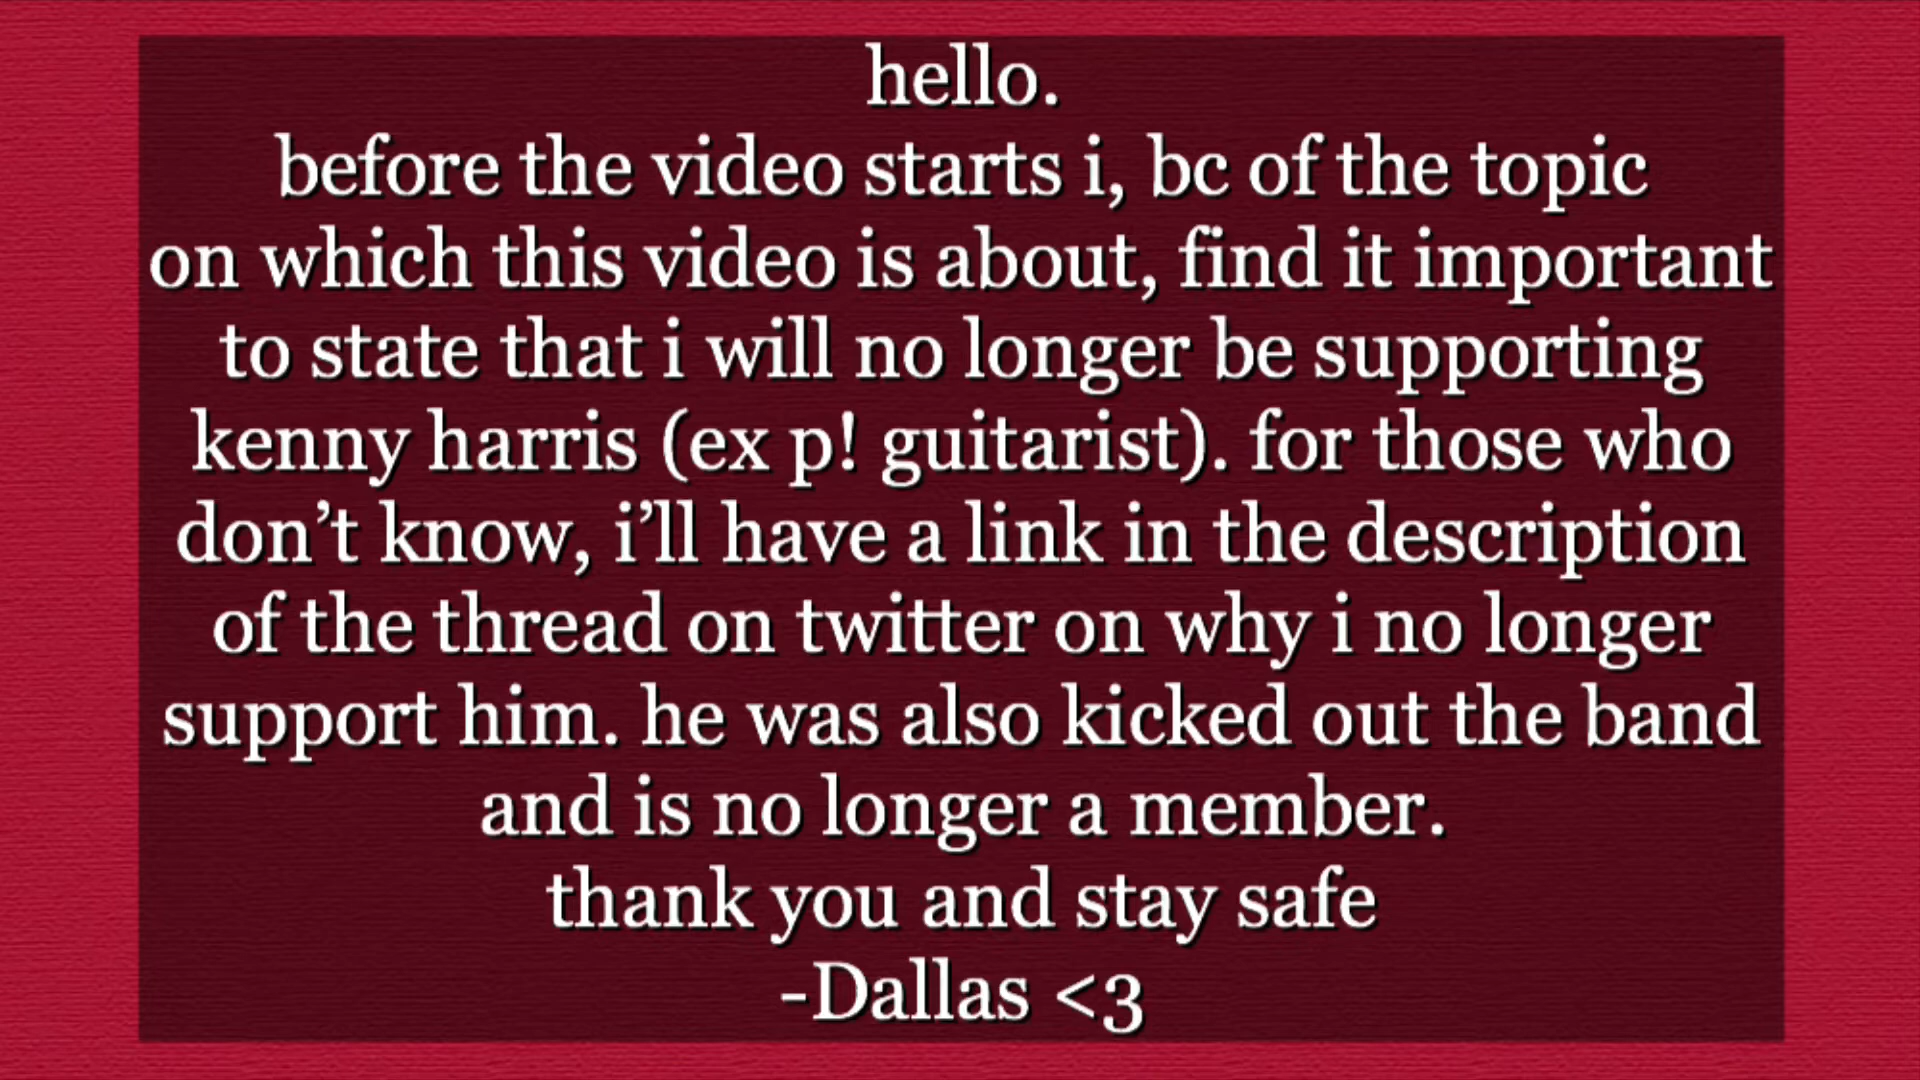 hello.
before the video starts i, bc of the topic
on which this video is about, find it important
to state that i will no longer be supporting
kenny harris (ex p! guitarist). for those who
don’t know, i’ll have a link in the description
of the thread on twitter on why i no longer
support him. he was also kicked out the band
and is no longer a member.
thank you and stay safe
-Dallas <3